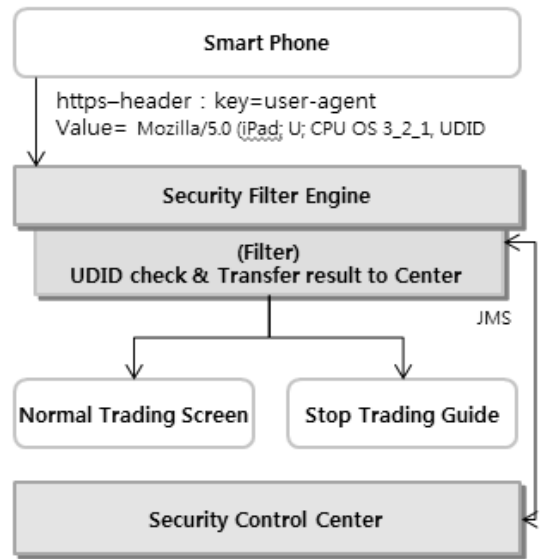 Smart Phone
https–header : key=user-agent
Value= Mozilla/5.0 (iPad; U; CPU OS 3_2_1, UDID
Security Filter Engine
(Filter)
UDID check & Transfer result to Center
JMS
Normal Trading Screen
Stop Trading Guide
Security Control Center